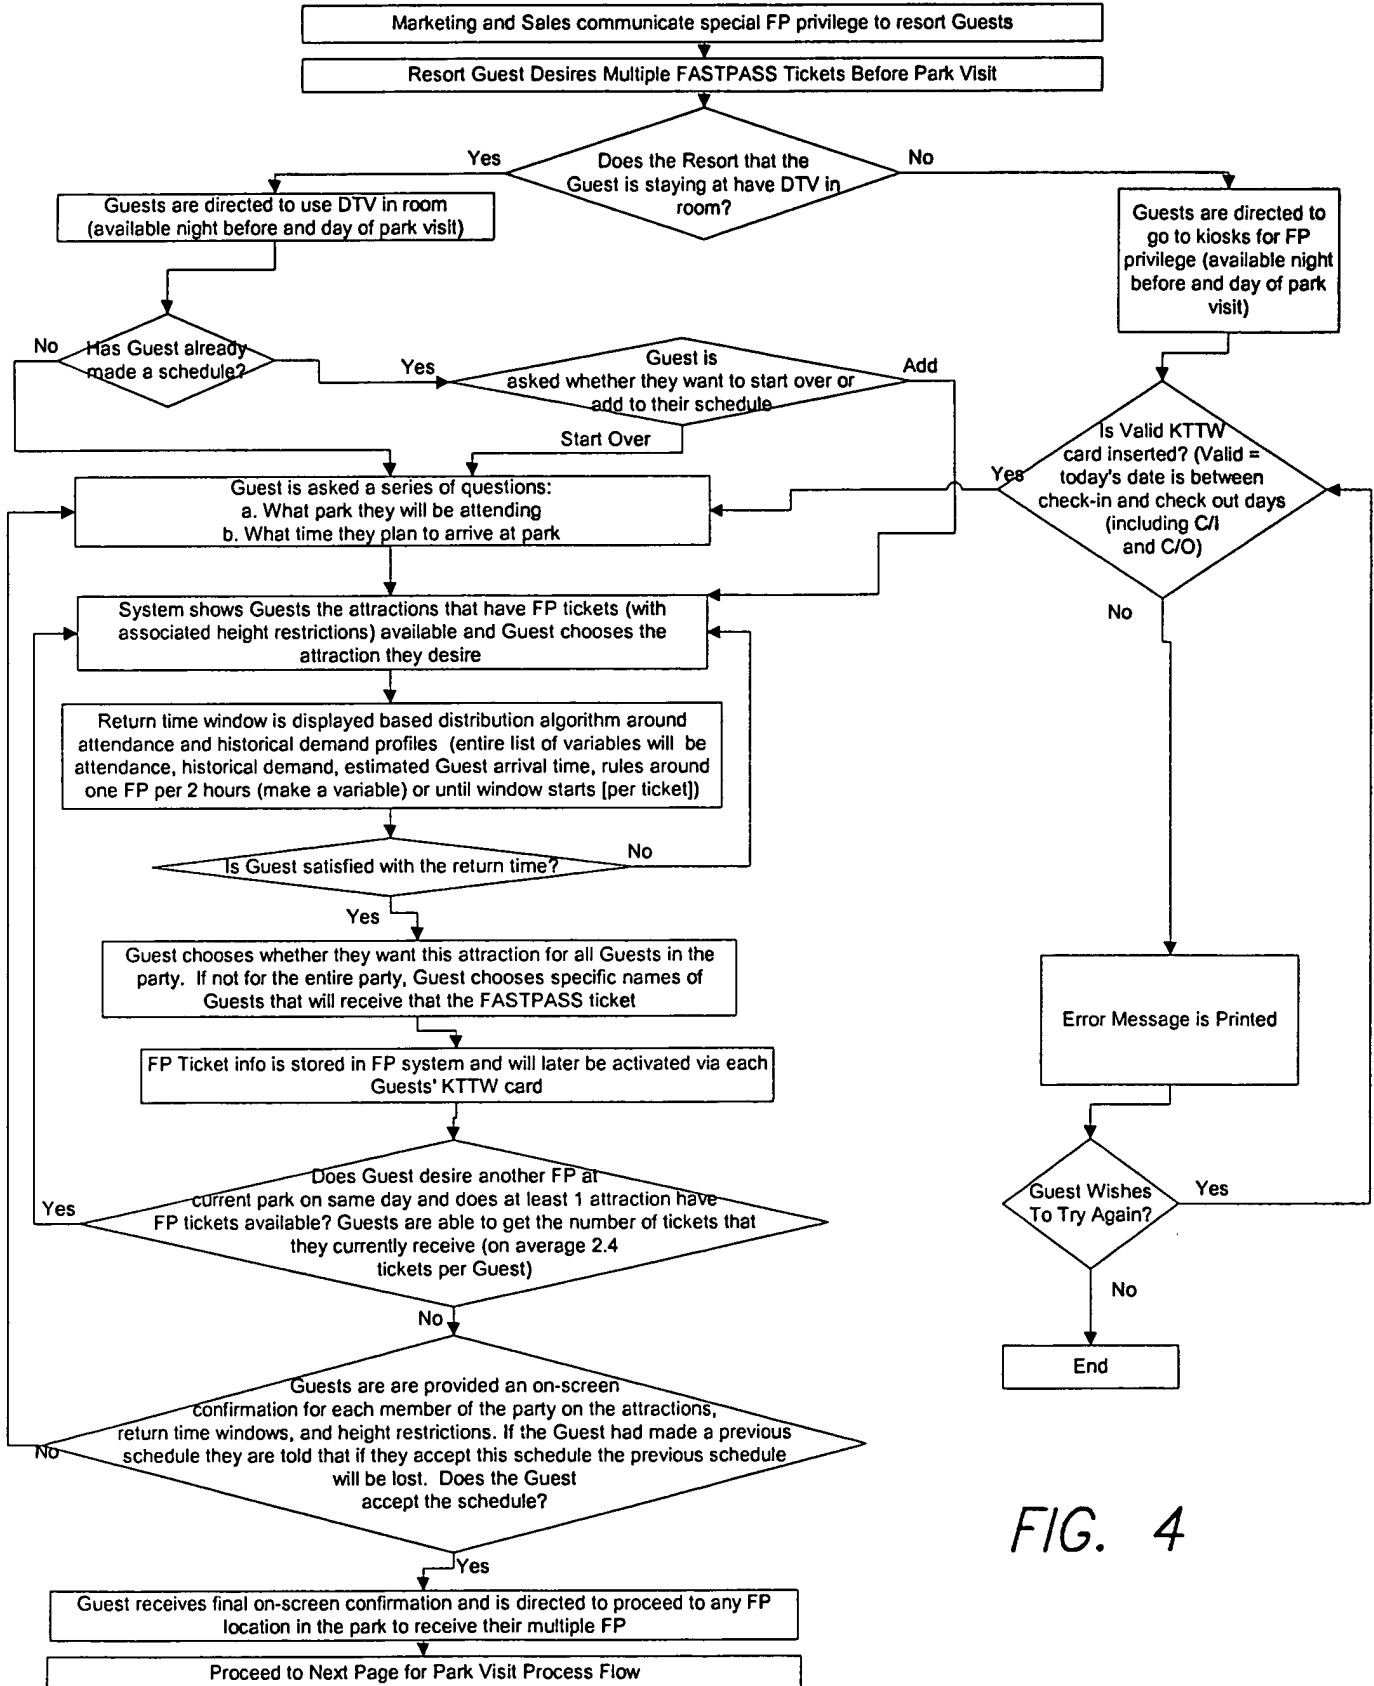 Marketing and Sales communicate special FP privilege to resort Guests
Resort Guest Desires Multiple FASTPASS Tickets Before Park Visit
Does the Resort that the
Guest is staying at have DTV in
room?
Yes
No
Guests are directed to use DTV in room
(available night before and day of park visit)
Guests are directed to
go to kiosks for FP
privilege (available night
before and day of park
visit)
Has Guest already
made a schedule?
No
Yes
Guest is
asked whether they want to start over or
add to their schedule
Add
Start Over
Is Valid KTTW
card inserted? (Valid =
today's date is between
check-in and check out days
(including C/I
and C/O)
Yes
No
Guest is asked a series of questions:
a. What park they will be attending
b. What time they plan to arrive at park
System shows Guests the attractions that have FP tickets (with
associated height restrictions) available and Guest chooses the
attraction they desire
Return time window is displayed based distribution algorithm around
attendance and historical demand profiles (entire list of variables will be
attendance, historical demand, estimated Guest arrival time, rules around
one FP per 2 hours (make a variable) or until window starts [per ticket])
Is Guest satisfied with the return time?
No
Yes
Guest chooses whether they want this attraction for all Guests in the
party. If not for the entire party, Guest chooses specific names of
Guests that will receive that the FASTPASS ticket
FP Ticket info is stored in FP system and will later be activated via each
Guests' KTTW card
Error Message is Printed
Does Guest desire another FP at
current park on same day and does at least 1 attraction have
FP tickets available? Guests are able to get the number of tickets that
they currently receive (on average 2.4
tickets per Guest)
Yes
No
Guest Wishes
To Try Again?
Yes
No
End
Guests are are provided an on-screen
confirmation for each member of the party on the attractions,
return time windows, and height restrictions. If the Guest had made a previous
schedule they are told that if they accept this schedule the previous schedule
will be lost. Does the Guest
accept the schedule?
No
Yes
Guest receives final on-screen confirmation and is directed to proceed to any FP
location in the park to receive their multiple FP
Proceed to Next Page for Park Visit Process Flow
FIG. 4